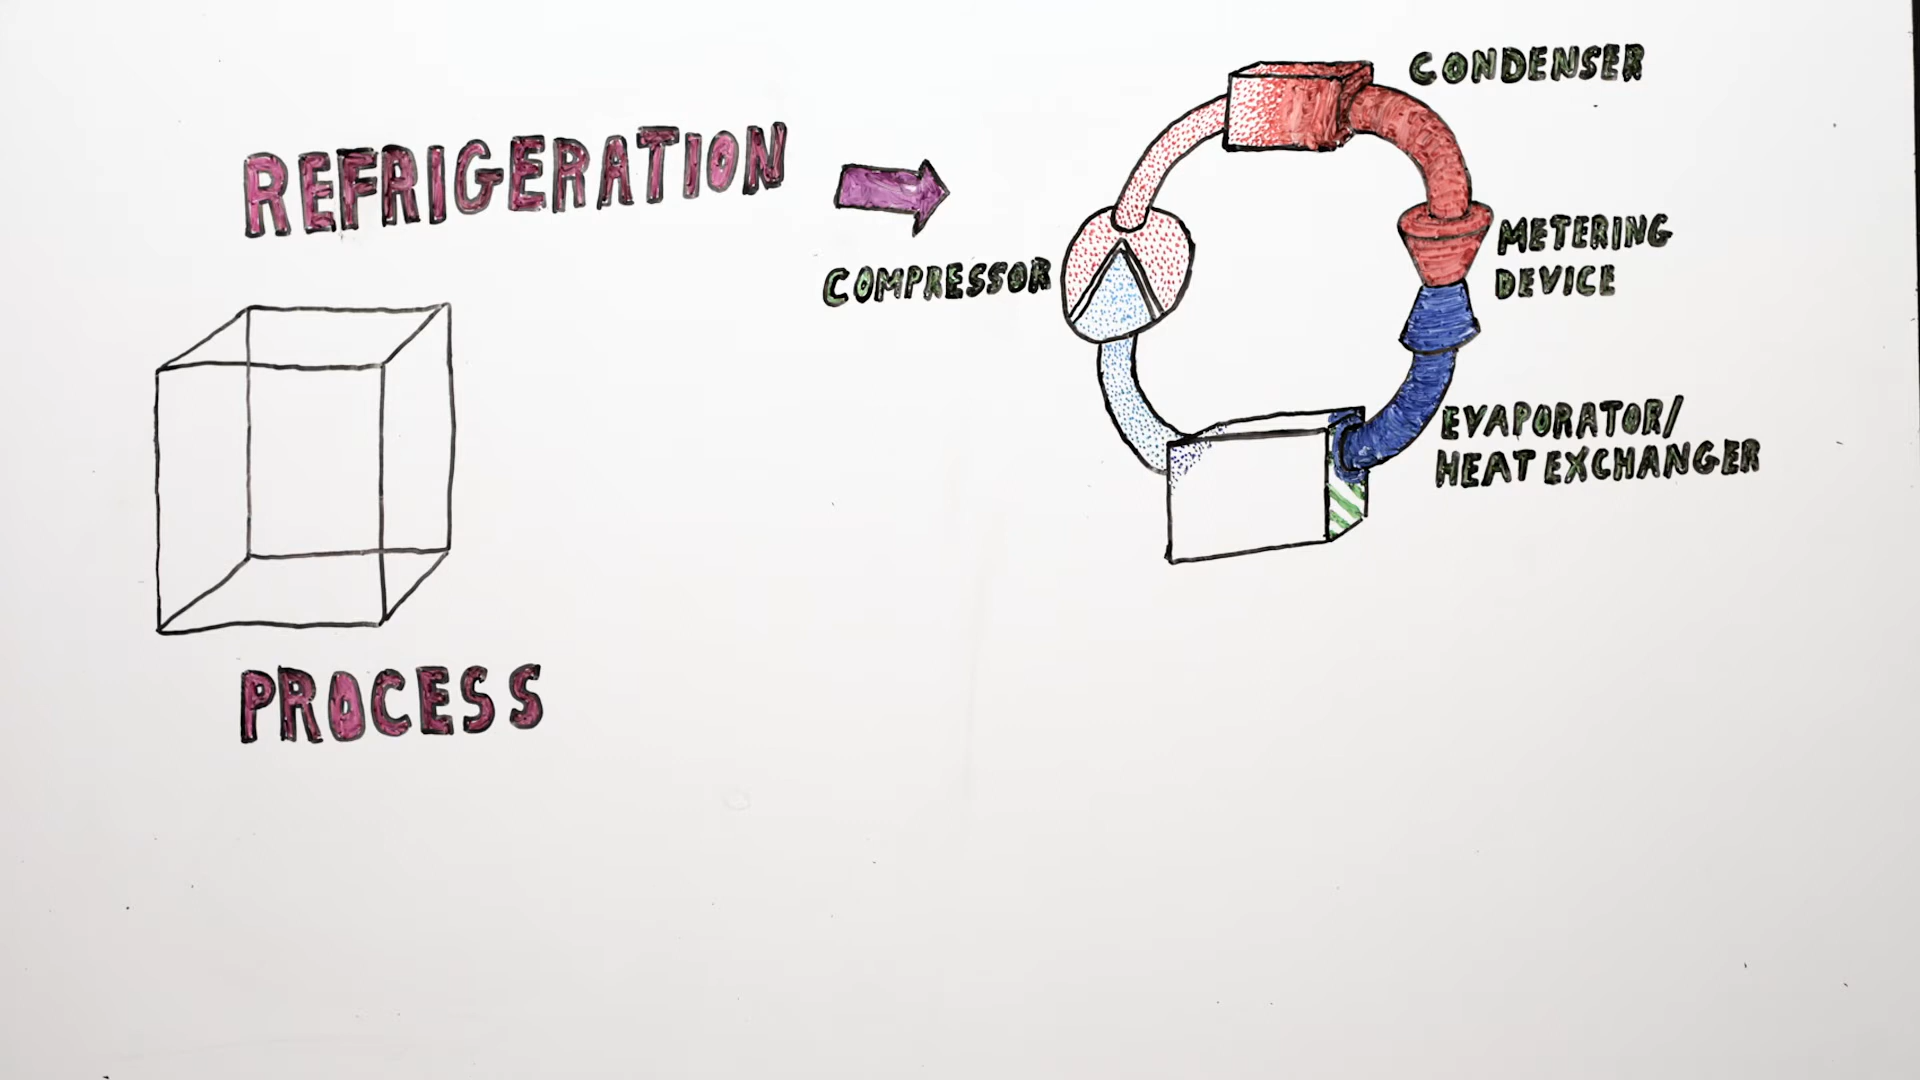 REFRIGERATION
CONDENSER
COMPRESSOR
METERING
DEVICE
EVAPORATOR/
HEAT EXCHANGER
PROCESS